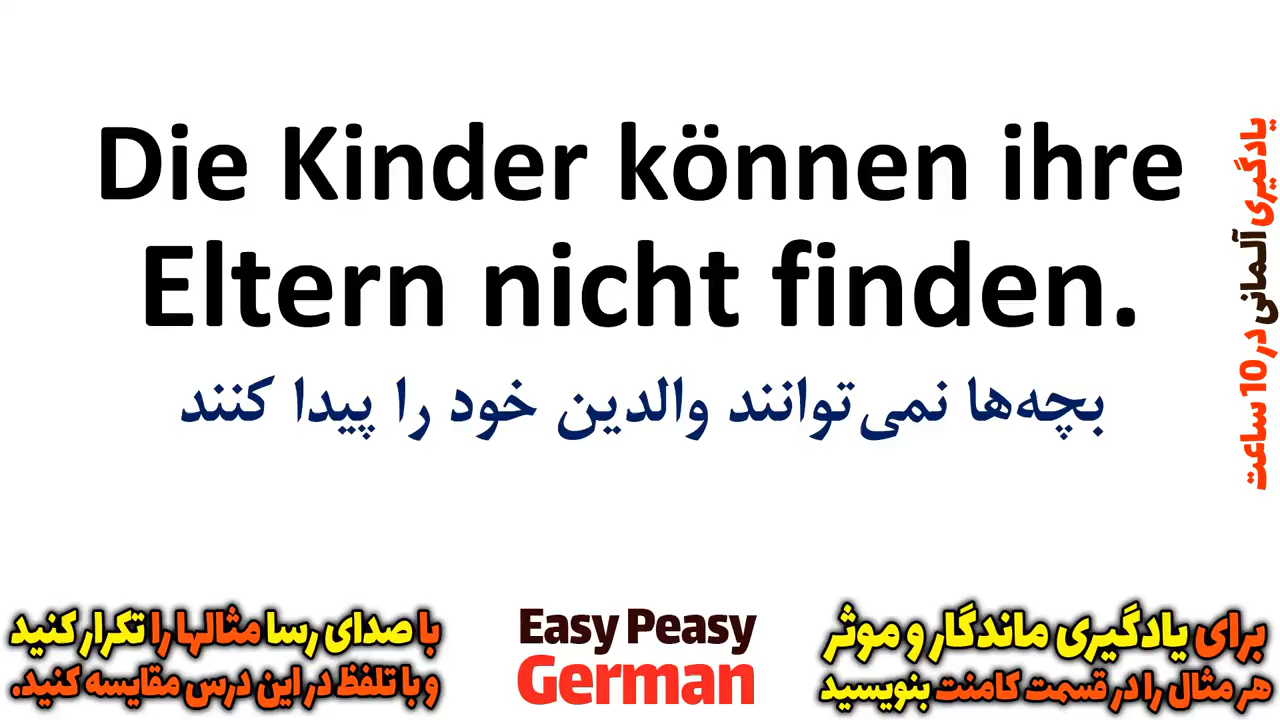 Die Kinder können ihre
Eltern nicht finden.
بچه‌ها نمی‌توانند والدین خود را پیدا کنند
یادگیری آلمانی در 10 ساعت
با صدای رسا مثالها را تکرار کنید
و با تلفظ در این درس مقایسه کنید.
Easy Peasy
German
برای یادگیری ماندگار و موثر
هر مثال را در قسمت کامنت بنویسید